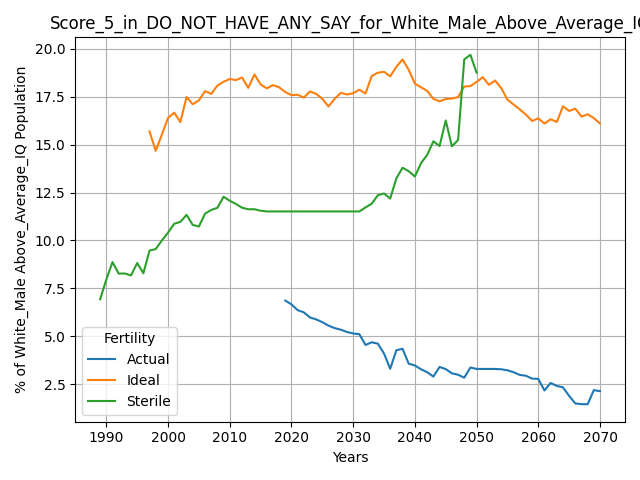 Score_5_in_DO_NOT_HAVE_ANY_SAY_for_White_Male_Above_Average_IQ
% of White_Male Above_Average_IQ Population
20.0
17.5
15.0
12.5
10.0
7.5
5.0
2.5
Fertility
Actual
Ideal
Sterile
1990 2000 2010 2020 2030 2040 2050 2060 2070
Years